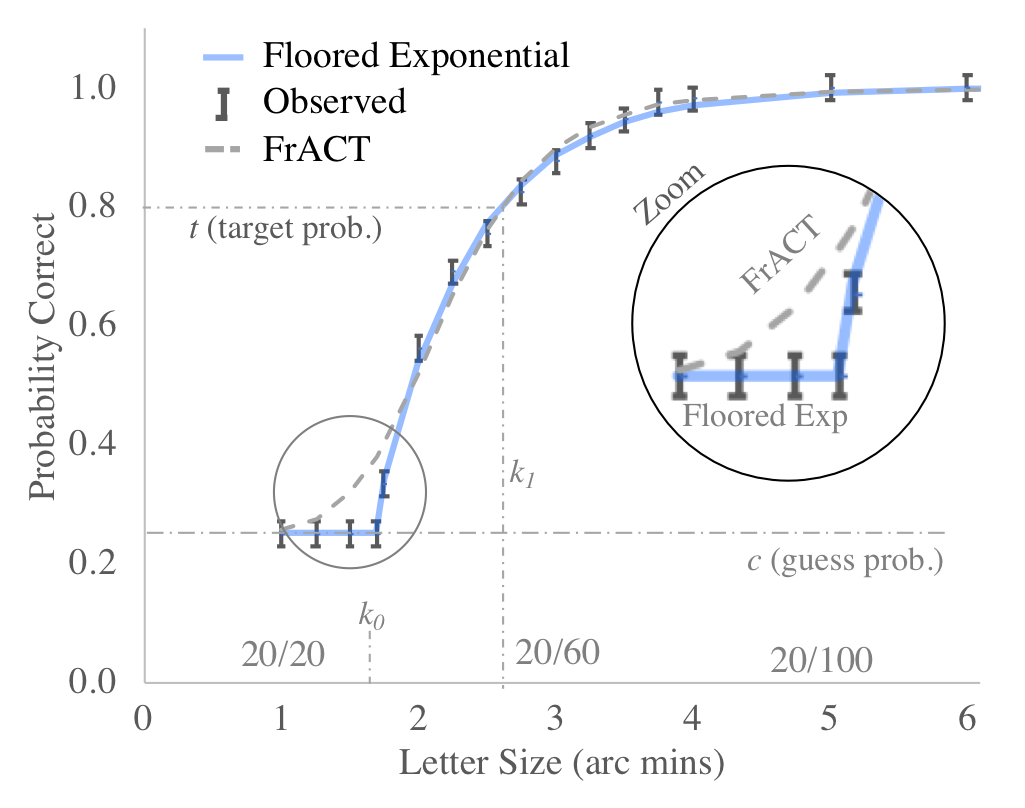 Floored Exponential
Observed
FrACT
1.0
0.8
0.6
0.4
0.2
0.0
Probability Correct
t (target prob.)
Zoom
FrACT
Floored Exp
k1
c (guess prob.)
k0
20/20
20/60
20/100
0 1 2 3 4 5 6
Letter Size (arc mins)